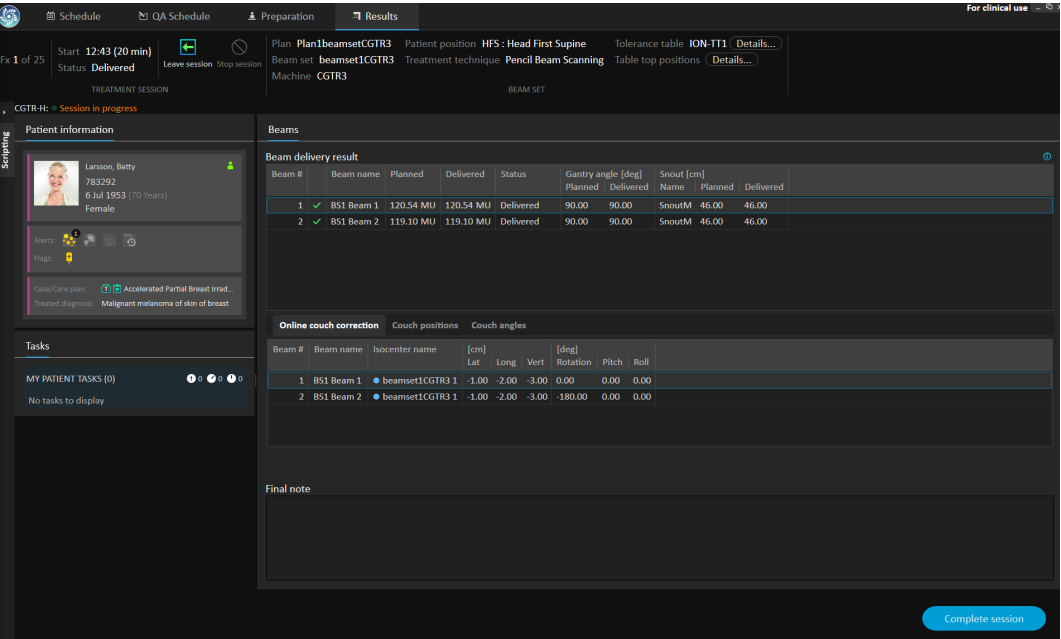 For clinical use
Schedule QA Schedule Preparation Results
Fx 1 of 25
Start 12:43 (20 min)
Status Delivered
Leave session Stop session
TREATMENT SESSION
Plan Plan1beamsetCGTR3 Patient position HFS : Head First Supine Tolerance table ION-TT1 Details...
Beam set beamset1CGTR3 Treatment technique Pencil Beam Scanning Table top positions Details...
Machine CGTR3
BEAM SET
CGTR-H: Session in progress
Scripting
Patient information
Larsson, Betty
783292
6 Jul 1953 (70 Years)
Female
Alerts: 1
Flags:
Case/Care plan: 1 Accelerated Partial Breast Irrad...
Treated diagnosis: Malignant melanoma of skin of breast
Tasks
MY PATIENT TASKS (0) 0 0 0
No tasks to display
Beams
Beam delivery result
Beam # Beam name Planned Delivered Status Gantry angle [deg] Snout [cm]
Planned Delivered Name Planned Delivered
1 BS1 Beam 1 120.54 MU 120.54 MU Delivered 90.00 90.00 SnoutM 46.00 46.00
2 BS1 Beam 2 119.10 MU 119.10 MU Delivered 90.00 90.00 SnoutM 46.00 46.00
Online couch correction Couch positions Couch angles
Beam # Beam name Isocenter name [cm] [deg]
Lat Long Vert Rotation Pitch Roll
1 BS1 Beam 1 beamset1CGTR3 1 -1.00 -2.00 -3.00 0.00 0.00 0.00
2 BS1 Beam 2 beamset1CGTR3 1 -1.00 -2.00 -3.00 -180.00 0.00 0.00
Final note
Complete session